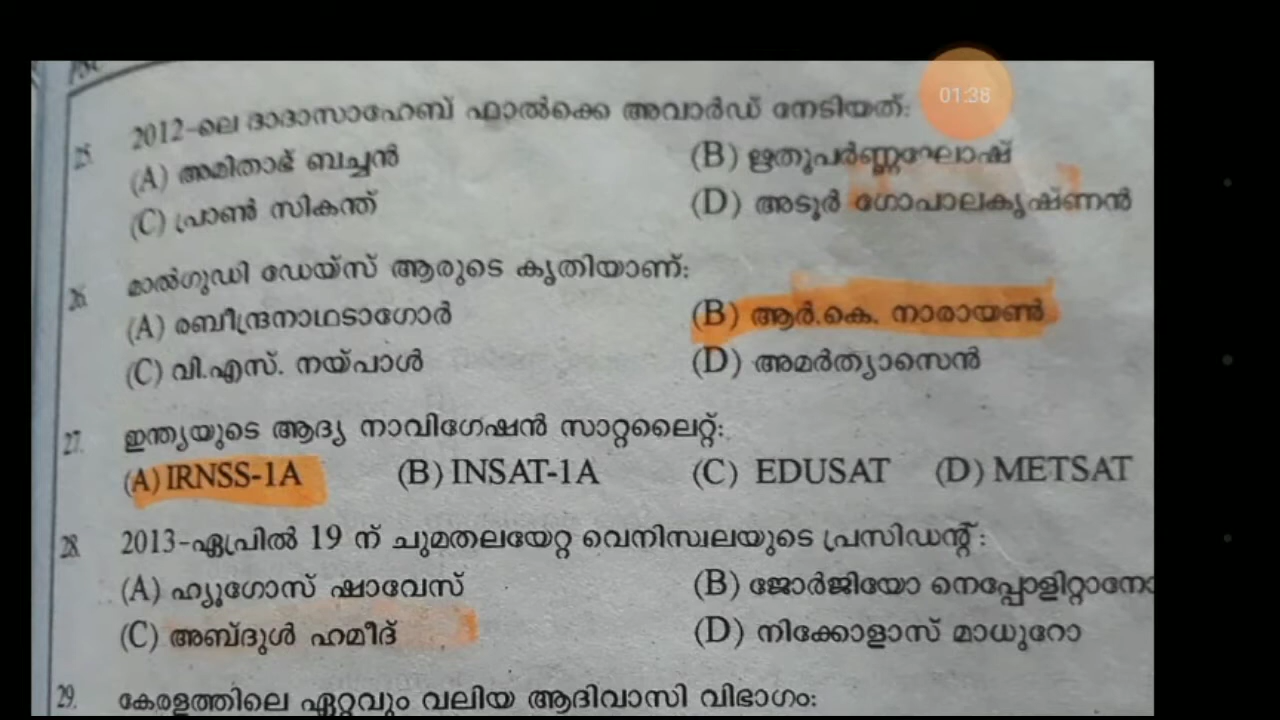 PSC
01:38
25. 2012-ലെ ദാദാസാഹേബ് ഫാൽക്കെ അവാർഡ് നേടിയത്:
(A) അമിതാഭ് ബച്ചൻ (B) ഋതുപർണ്ണഘോഷ്
(C) പ്രാൺ സികന്ത് (D) അടൂർ ഗോപാലകൃഷ്ണൻ
26. മാൽഗുഡി ഡേയ്സ് ആരുടെ കൃതിയാണ്:
(A) രബീന്ദ്രനാഥടാഗോർ (B) ആർ.കെ. നാരായൺ
(C) വി.എസ്. നയ്പാൾ (D) അമർത്യാസെൻ
27. ഇന്ത്യയുടെ ആദ്യ നാവിഗേഷൻ സാറ്റലൈറ്റ്:
(A) IRNSS-1A (B) INSAT-1A (C) EDUSAT (D) METSAT
28. 2013-ഏപ്രിൽ 19 ന് ചുമതലയേറ്റ വെനിസ്വലയുടെ പ്രസിഡന്റ്:
(A) ഹ്യൂഗോസ് ഷാവേസ് (B) ജോർജിയോ നെപ്പോളിറ്റാനോ
(C) അബ്ദുൾ ഹമീദ് (D) നിക്കോളാസ് മാധുറോ
29. കേരളത്തിലെ ഏറ്റവും വലിയ ആദിവാസി വിഭാഗം: